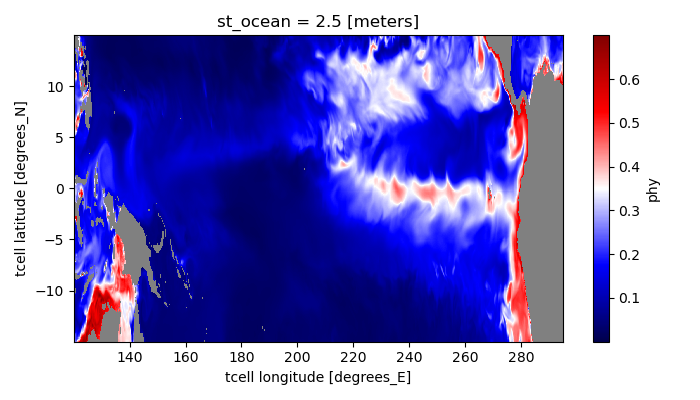 st_ocean = 2.5 [meters]
10
5
0
−5
−10
tcell latitude [degrees_N]
140 160 180 200 220 240 260 280
tcell longitude [degrees_E]
0.6
0.5
0.4
0.3
0.2
0.1
phy